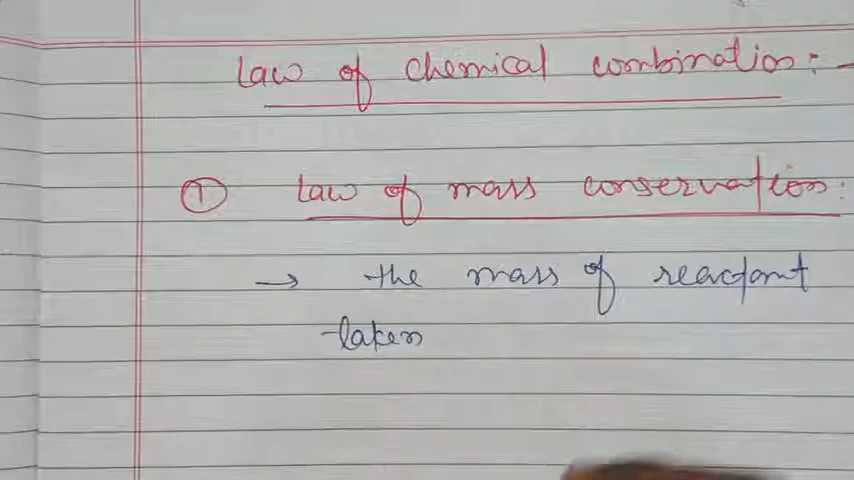 Law of chemical combination:-
① Law of mass conservation:
→ the mass of reactant
taken